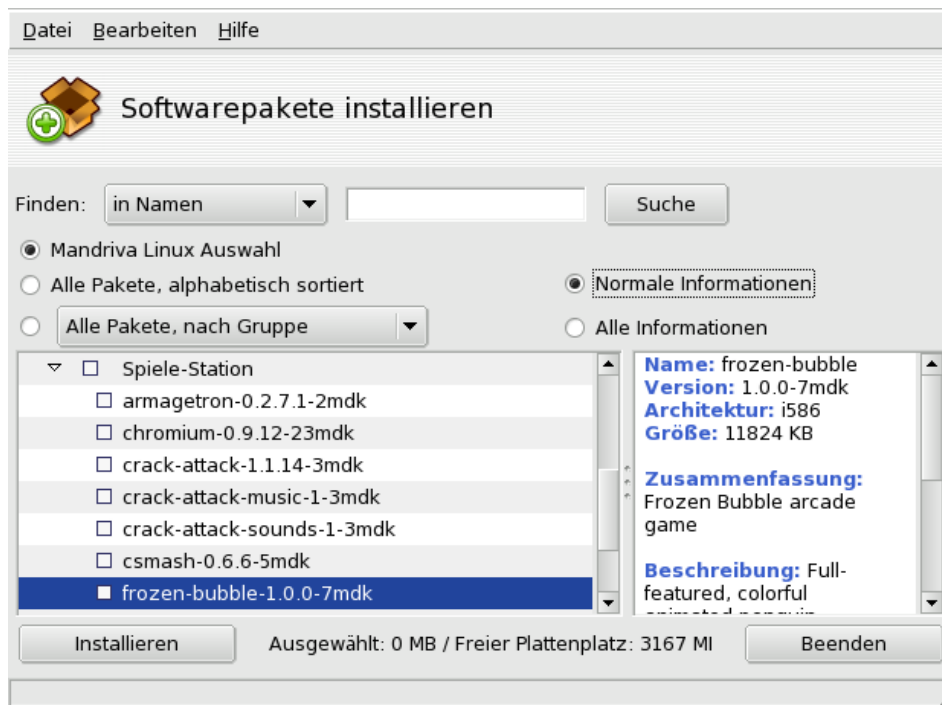 Datei Bearbeiten Hilfe
Softwarepakete installieren
Finden: in Namen Suche
Mandriva Linux Auswahl
Alle Pakete, alphabetisch sortiert
Normale Informationen
Alle Pakete, nach Gruppe
Alle Informationen
Spiele-Station
armagetron-0.2.7.1-2mdk
chromium-0.9.12-23mdk
crack-attack-1.1.14-3mdk
crack-attack-music-1-3mdk
crack-attack-sounds-1-3mdk
csmash-0.6.6-5mdk
frozen-bubble-1.0.0-7mdk
Name: frozen-bubble
Version: 1.0.0-7mdk
Architektur: i586
Größe: 11824 KB
Zusammenfassung:
Frozen Bubble arcade
game
Beschreibung: Full-
featured, colorful
animated penguin
Installieren Ausgewählt: 0 MB / Freier Plattenplatz: 3167 MI Beenden